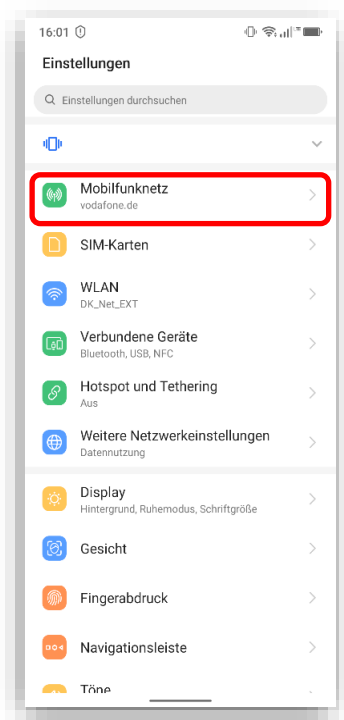 16:01
Einstellungen
Einstellungen durchsuchen
Mobilfunknetz
vodafone.de
SIM-Karten
WLAN
DK_Net_EXT
Verbundene Geräte
Bluetooth, USB, NFC
Hotspot und Tethering
Aus
Weitere Netzwerkeinstellungen
Datennutzung
Display
Hintergrund, Ruhemodus, Schriftgröße
Gesicht
Fingerabdruck
Navigationsleiste
Töne